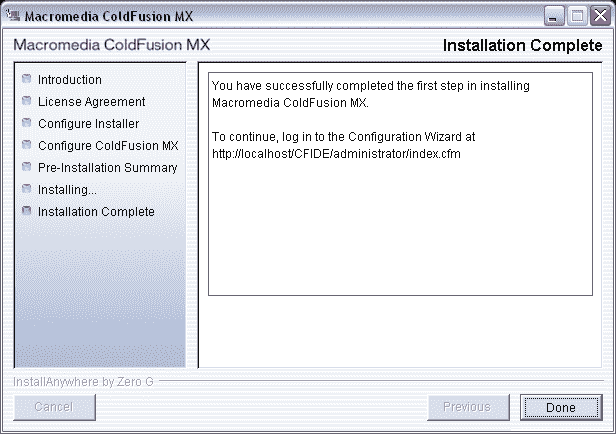 Macromedia ColdFusion MX
Macromedia ColdFusion MX
Installation Complete
Introduction
License Agreement
Configure Installer
Configure ColdFusion MX
Pre-Installation Summary
Installing...
Installation Complete
You have successfully completed the first step in installing
Macromedia ColdFusion MX.
To continue, log in to the Configuration Wizard at
http://localhost/CFIDE/administrator/index.cfm
InstallAnywhere by Zero G
Cancel
Previous
Done